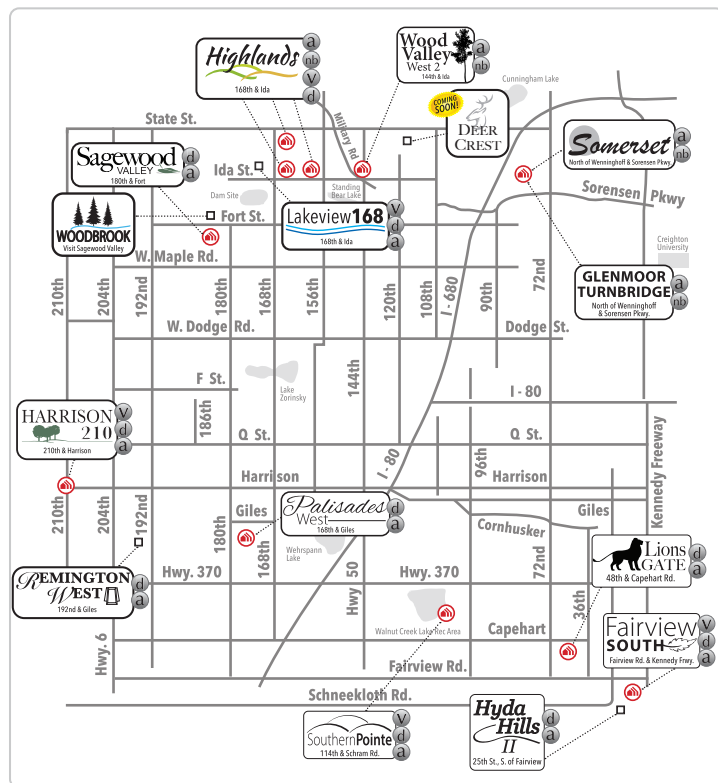 Highlands
168th & Ida
a
nb
v
d
Wood
Valley
West 2
144th & Ida
a
nb
Cunningham Lake
COMING
SOON!
DEER
CREST
State St.
Military Rd
Somerset
North of Wenninghoff & Sorensen Pkwy.
a
nb
Sagewood
VALLEY
180th & Fort
d
a
Ida St.
Dam Site
Standing
Bear Lake
Sorensen Pkwy
WOODBROOK
Visit Sagewood Valley
Fort St.
Lakeview168
168th & Ida
v
d
a
Creighton
University
W. Maple Rd.
GLENMOOR
TURNBRIDGE
North of Wenninghoff
& Sorensen Pkwy.
a
nb
210th
204th
192nd
180th
168th
156th
120th
108th
I - 680
90th
72nd
W. Dodge Rd.
Dodge St.
144th
F St.
Lake
Zorinsky
I - 80
186th
HARRISON
210
210th & Harrison
v
d
a
Q St.
Q St.
Kennedy Freeway
I - 80
96th
Harrison
Harrison
210th
204th
192nd
Giles
180th
168th
Palisades
West
168th & Giles
d
a
Giles
Cornhusker
Wehrspann
Lake
Lions
GATE
48th & Capehart Rd.
d
a
REMINGTON
WEST
192nd & Giles
d
a
Hwy. 370
Hwy 50
Hwy. 370
72nd
36th
Walnut Creek Lake Rec Area
Capehart
Fairview
SOUTH
Fairview Rd. & Kennedy Frwy.
v
d
a
Hwy. 6
Fairview Rd.
Schneekloth Rd.
SouthernPointe
114th & Schram Rd.
v
d
a
Hyda
Hills
II
25th St., S. of Fairview
d
a